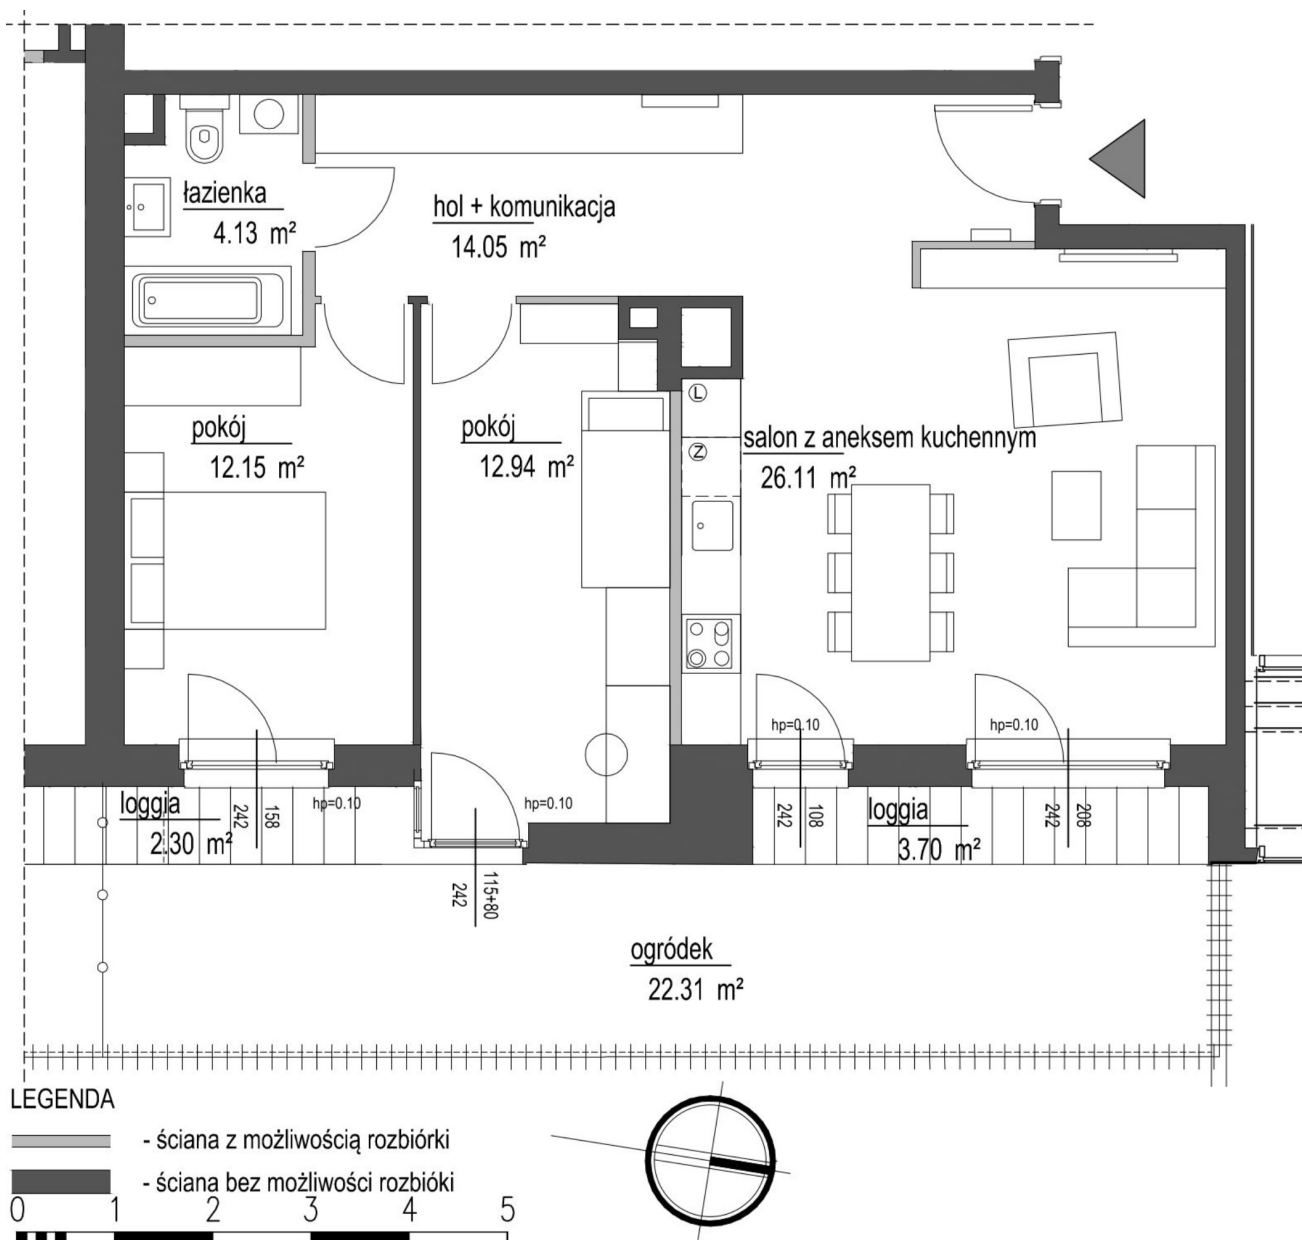 łazienka
4.13 m²
hol + komunikacja
14.05 m²
pokój
12.15 m²
pokój
12.94 m²
L
Z
salon z aneksem kuchennym
26.11 m²
hp=0.10
hp=0.10
loggia
2.30 m²
242
158
hp=0.10
hp=0.10
242
108
loggia
3.70 m²
242
208
242
115+80
ogródek
22.31 m²
LEGENDA
- ściana z możliwością rozbiórki
- ściana bez możliwości rozbióki
0 1 2 3 4 5